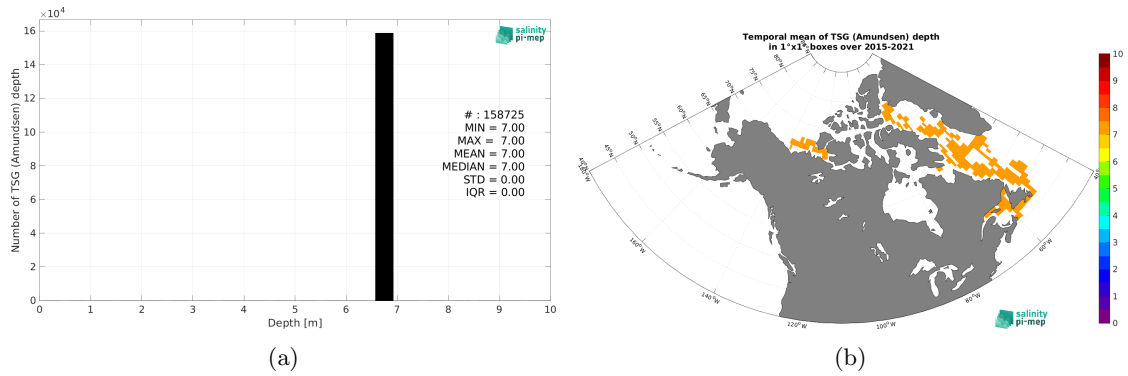 ×10⁴
16
14
12
10
8
6
4
2
0
Number of TSG (Amundsen) depth
salinity
pi-mep
# : 158725
MIN = 7.00
MAX = 7.00
MEAN = 7.00
MEDIAN = 7.00
STD = 0.00
IQR = 0.00
0 1 2 3 4 5 6 7 8 9 10
Depth [m]
(a)
Temporal mean of TSG (Amundsen) depth
in 1°x1° boxes over 2015-2021
80°N
75°N
70°N
65°N
60°N
55°N
50°N
45°N
160°W
140°W
120°W
100°W
80°W
60°W
10
9
8
7
6
5
4
3
2
1
0
salinity
pi-mep
(b)